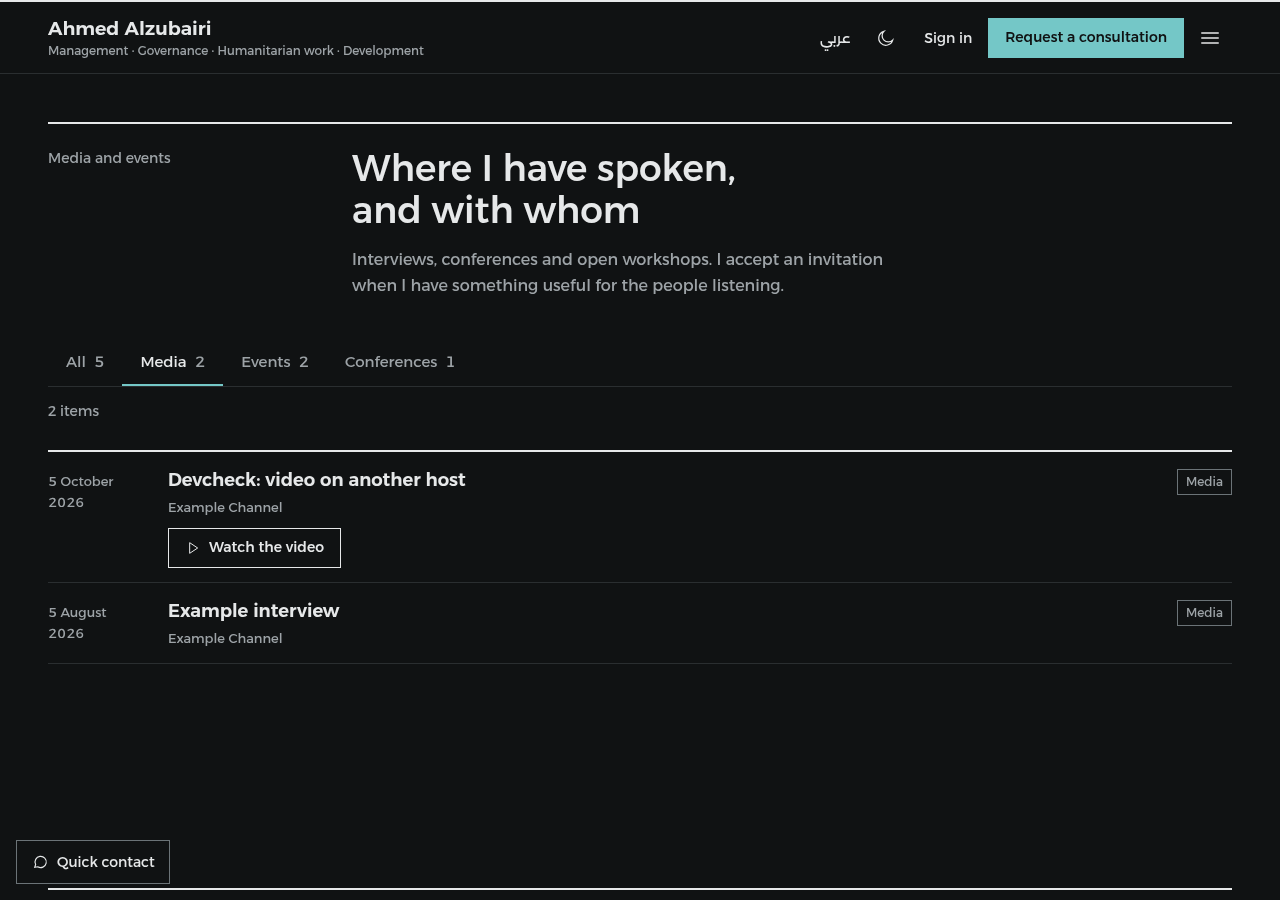 Ahmed Alzubairi
Management · Governance · Humanitarian work · Development
عربي
Sign in
Request a consultation
Media and events
Where I have spoken,
and with whom
Interviews, conferences and open workshops. I accept an invitation
when I have something useful for the people listening.
All 5
Media 2
Events 2
Conferences 1
2 items
5 October
2026
Devcheck: video on another host
Example Channel
Watch the video
Media
5 August
2026
Example interview
Example Channel
Media
Quick contact